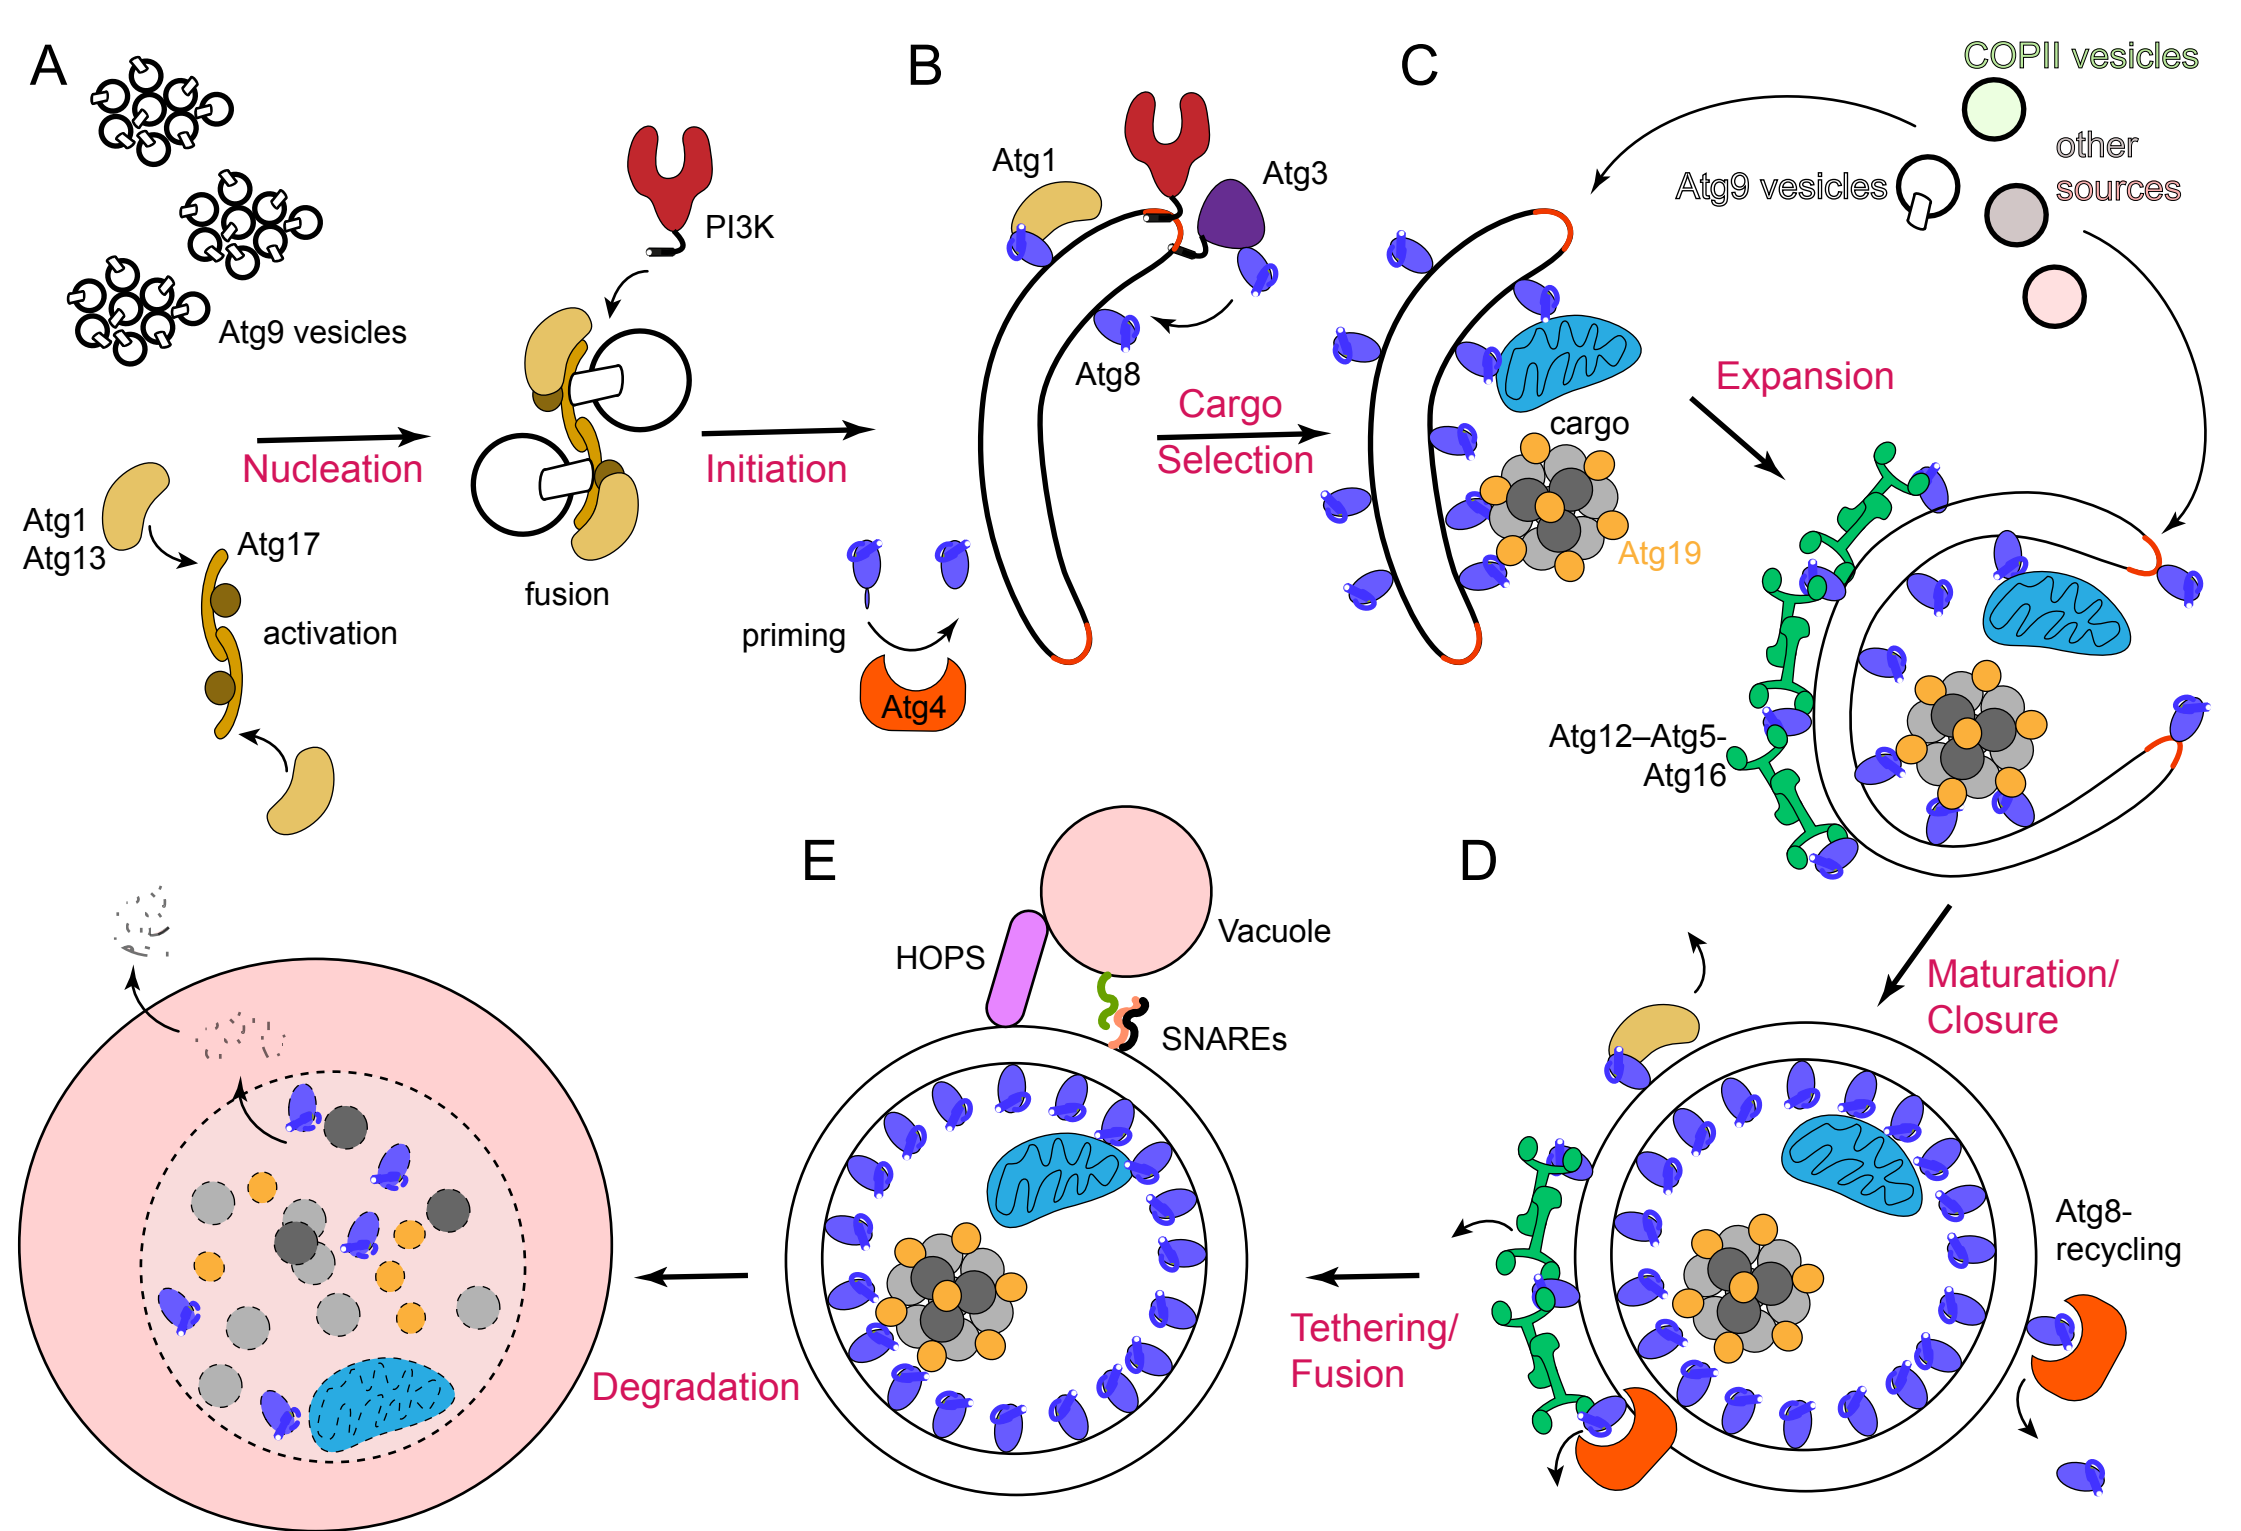 A
B
C
COPII vesicles
other
sources
Atg9 vesicles
Atg1
Atg3
PI3K
Atg9 vesicles
Atg8
Cargo
Selection
Expansion
cargo
Nucleation
Initiation
Atg1
Atg13
Atg17
activation
fusion
priming
Atg4
Atg19
Atg12–Atg5-
Atg16
E
D
HOPS
Vacuole
SNAREs
Maturation/
Closure
Atg8-
recycling
Tethering/
Fusion
Degradation